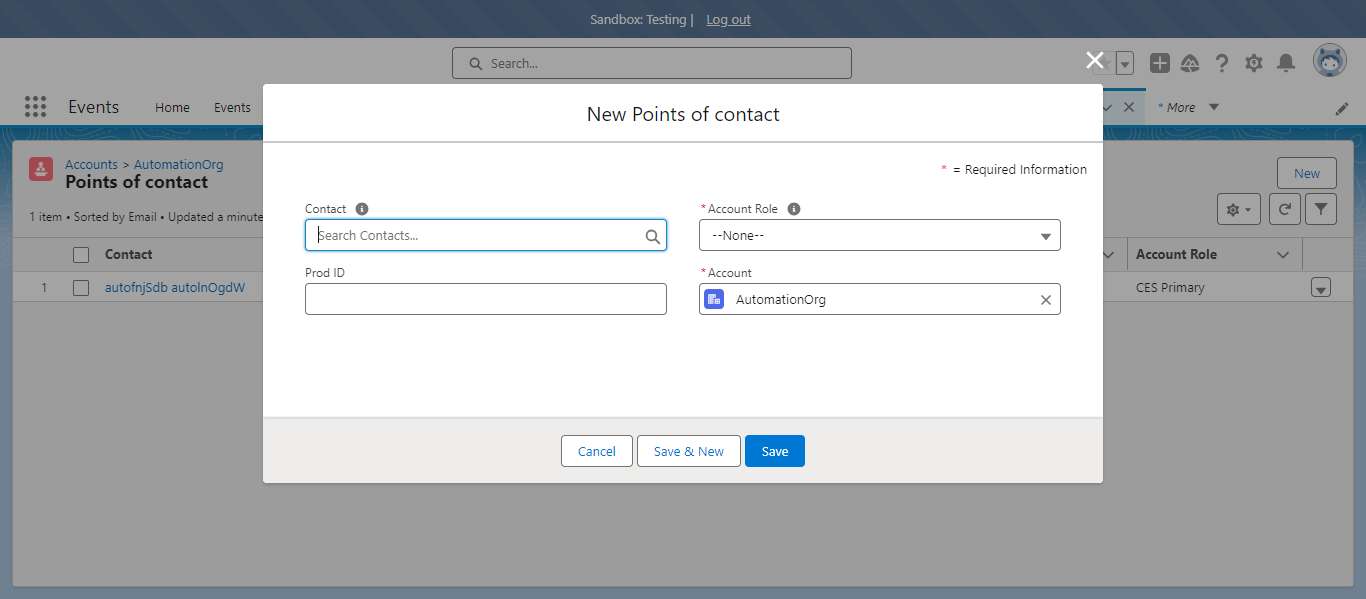 Sandbox: Testing | Log out
Search...
Events Home Events * More
New Points of contact
Accounts > AutomationOrg
Points of contact
New
* = Required Information
1 item • Sorted by Email • Updated a minute
Contact *Account Role
Search Contacts... --None--
Contact Account Role
Prod ID *Account
1 autofnjSdb autolnOgdW CES Primary
AutomationOrg
Cancel Save & New Save